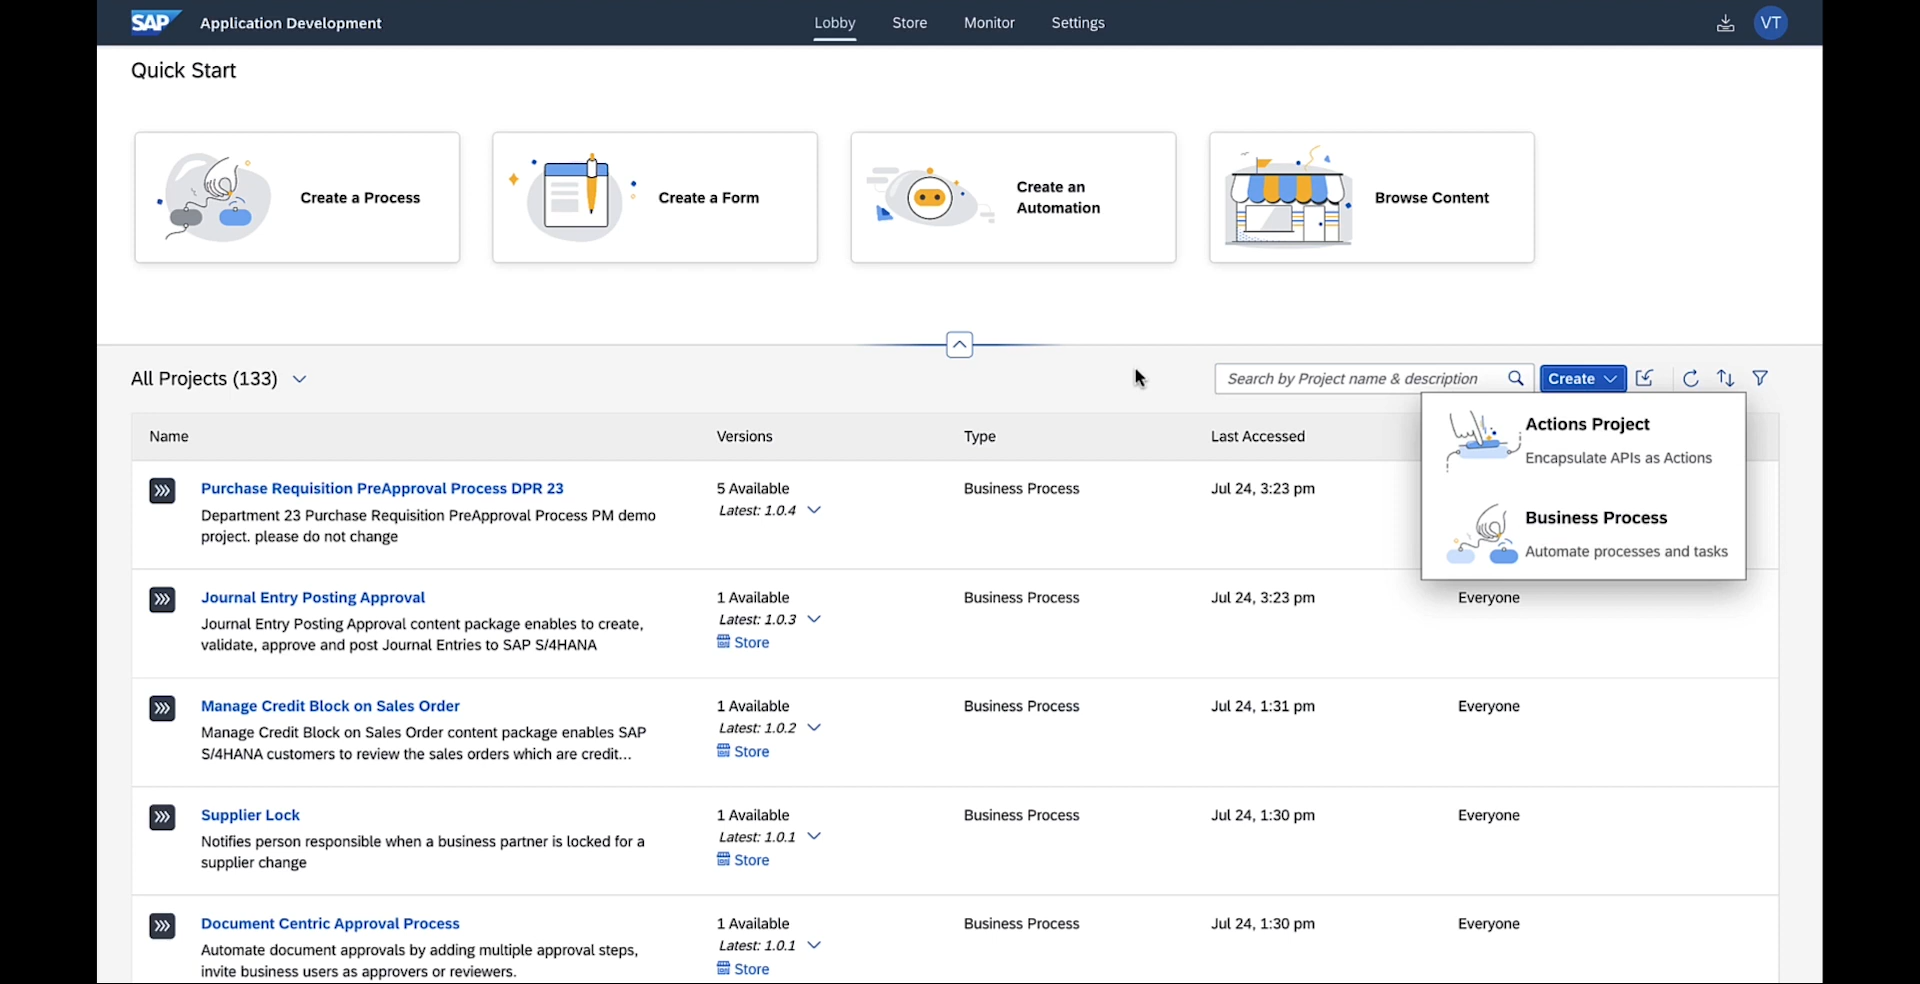 SAP Application Development Lobby Store Monitor Settings VT
Quick Start
Create a Process
Create a Form
Create an
Automation
Browse Content
All Projects (133)
Search by Project name & description
Create
Actions Project
Encapsulate APIs as Actions
Business Process
Automate processes and tasks
Name Versions Type Last Accessed
Purchase Requisition PreApproval Process DPR 23 5 Available Business Process Jul 24, 3:23 pm
Latest: 1.0.4
Department 23 Purchase Requisition PreApproval Process PM demo
project. please do not change
Journal Entry Posting Approval 1 Available Business Process Jul 24, 3:23 pm Everyone
Latest: 1.0.3
Journal Entry Posting Approval content package enables to create,
validate, approve and post Journal Entries to SAP S/4HANA Store
Manage Credit Block on Sales Order 1 Available Business Process Jul 24, 1:31 pm Everyone
Latest: 1.0.2
Manage Credit Block on Sales Order content package enables SAP
S/4HANA customers to review the sales orders which are credit... Store
Supplier Lock 1 Available Business Process Jul 24, 1:30 pm Everyone
Latest: 1.0.1
Notifies person responsible when a business partner is locked for a
supplier change Store
Document Centric Approval Process 1 Available Business Process Jul 24, 1:30 pm Everyone
Latest: 1.0.1
Automate document approvals by adding multiple approval steps,
invite business users as approvers or reviewers. Store